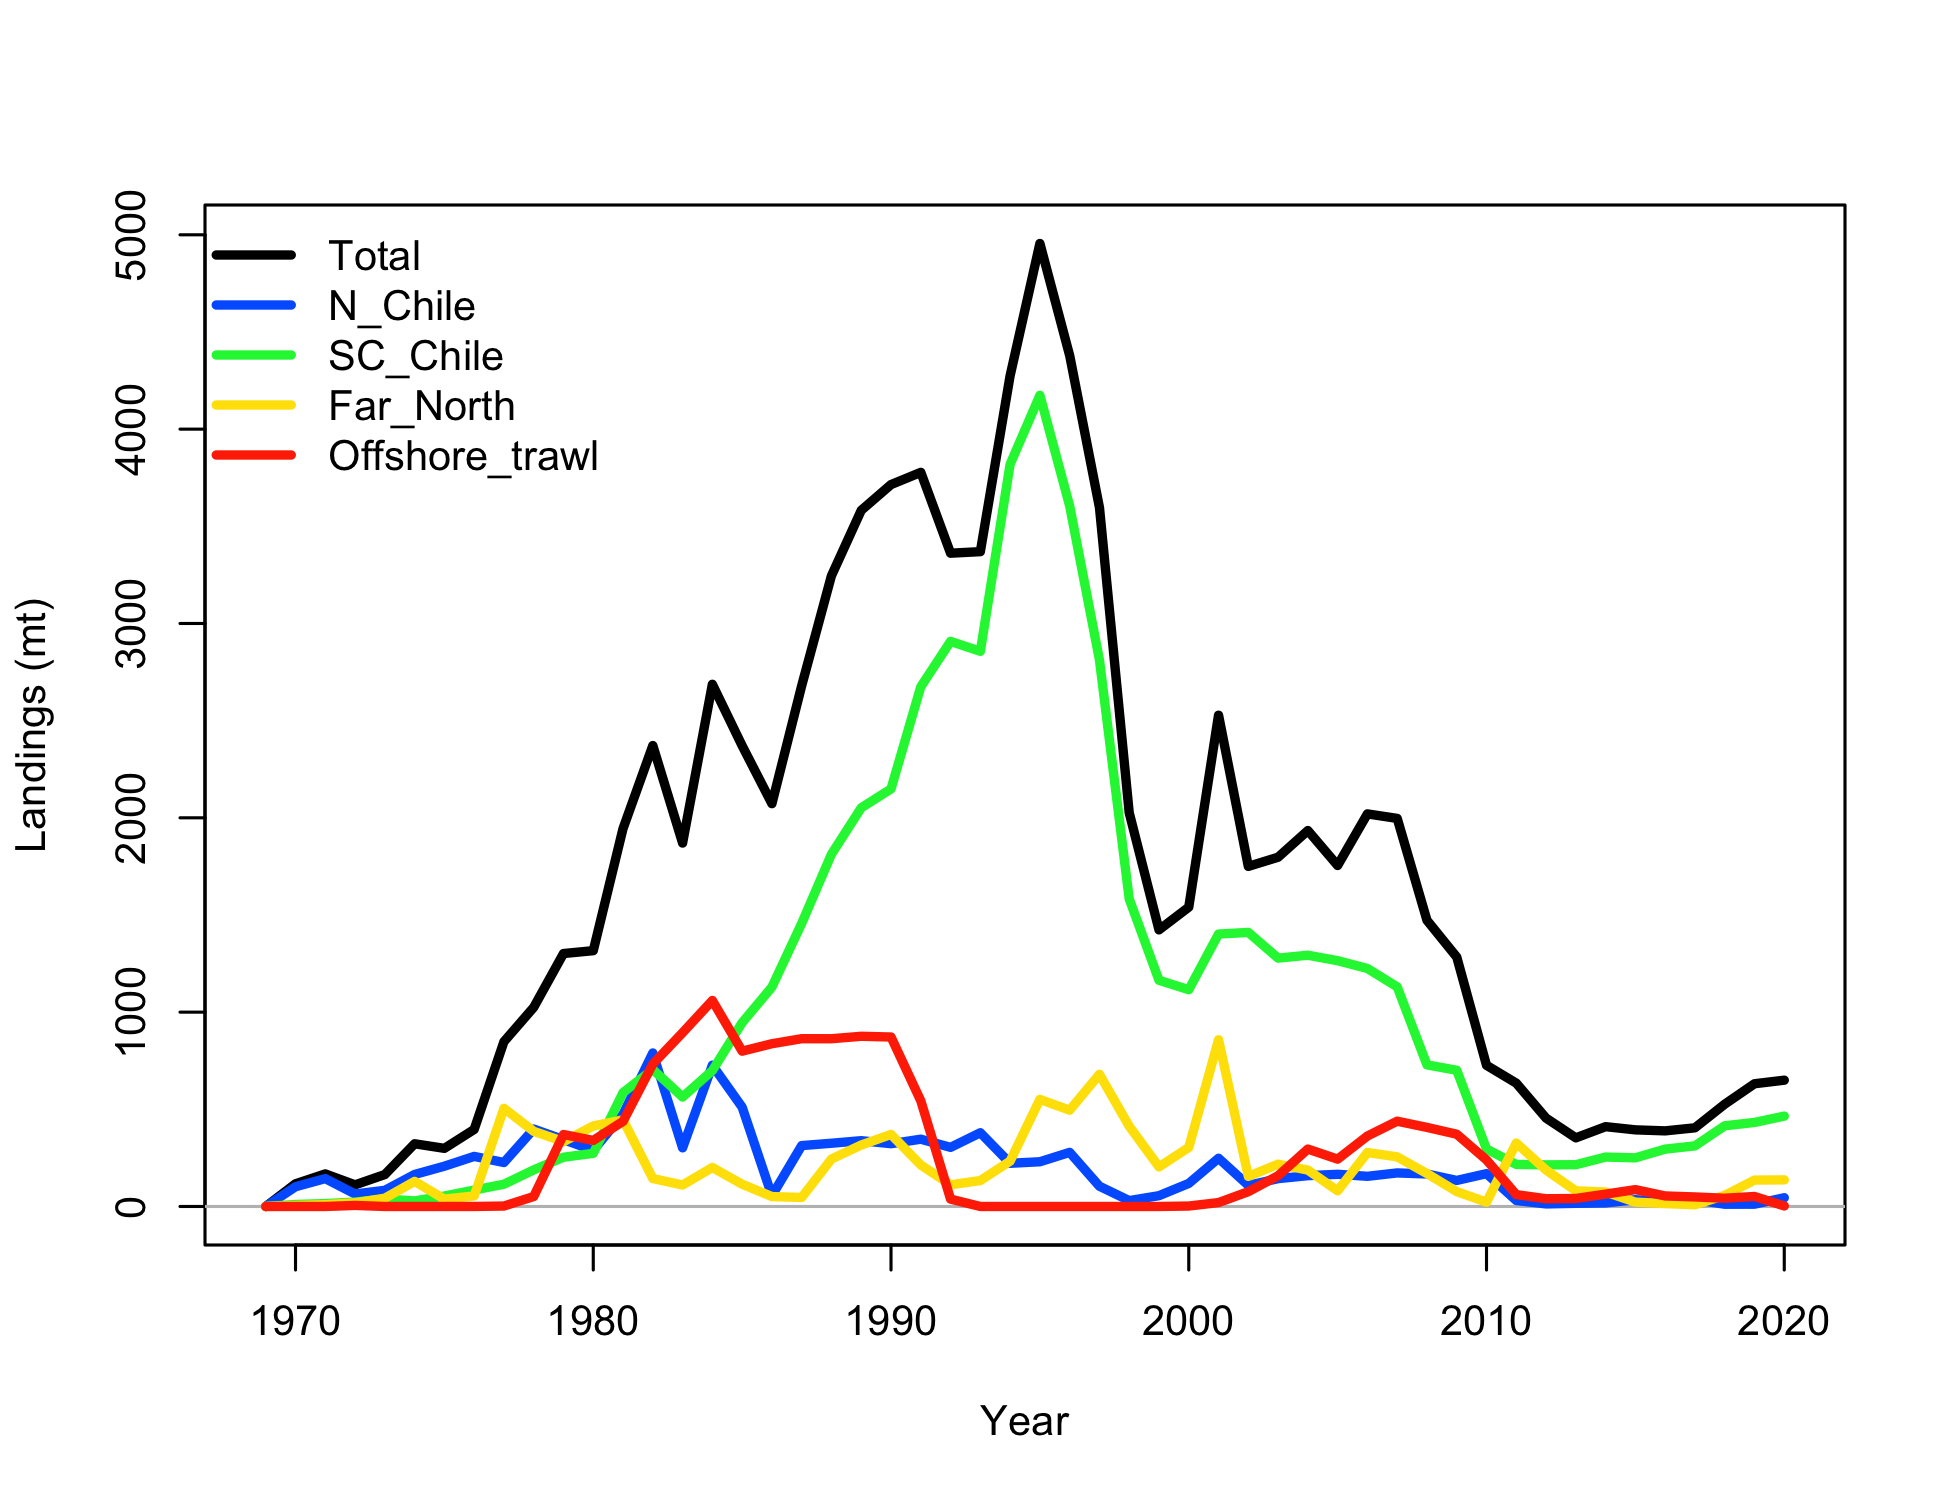 Total
N_Chile
SC_Chile
Far_North
Offshore_trawl
Landings (mt)
5000
4000
3000
2000
1000
0
1970 1980 1990 2000 2010 2020
Year